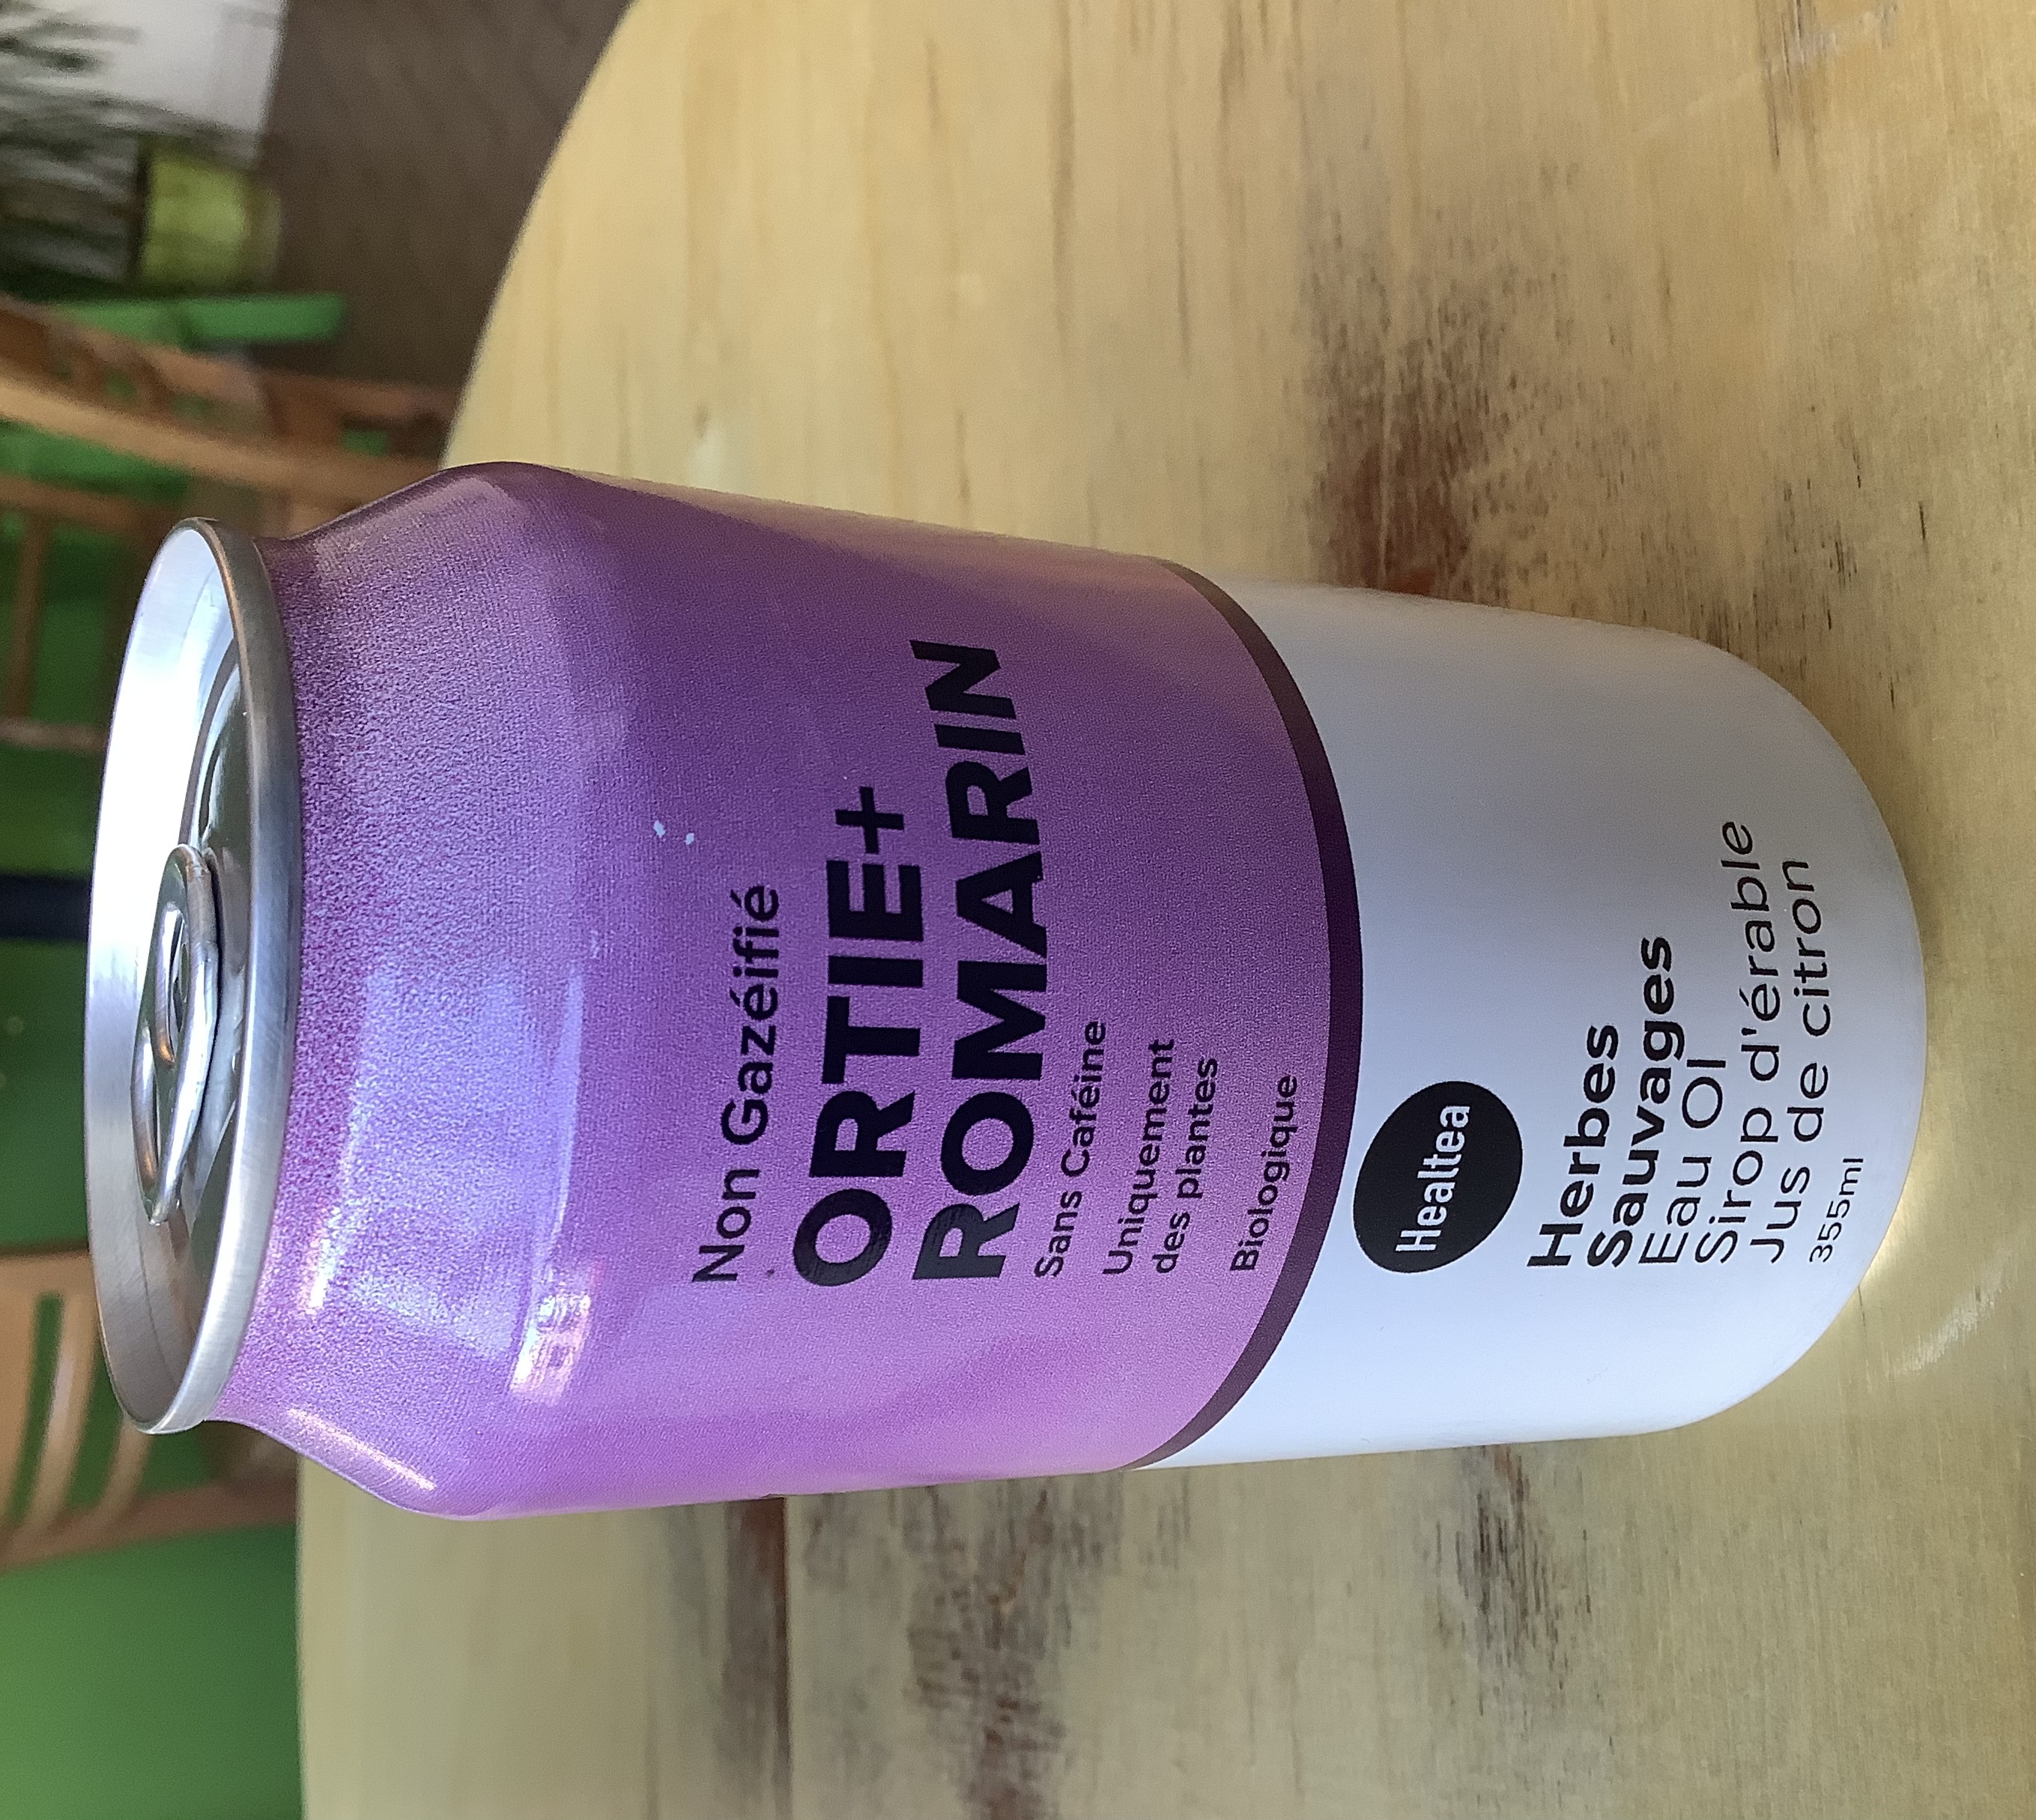 Non Gazéifié
ORTIE+
ROMARIN
Sans Caféine
Uniquement
des plantes
Biologique
Healtea
Herbes
Sauvages
Eau OI
Sirop d'érable
Jus de citron
355ml